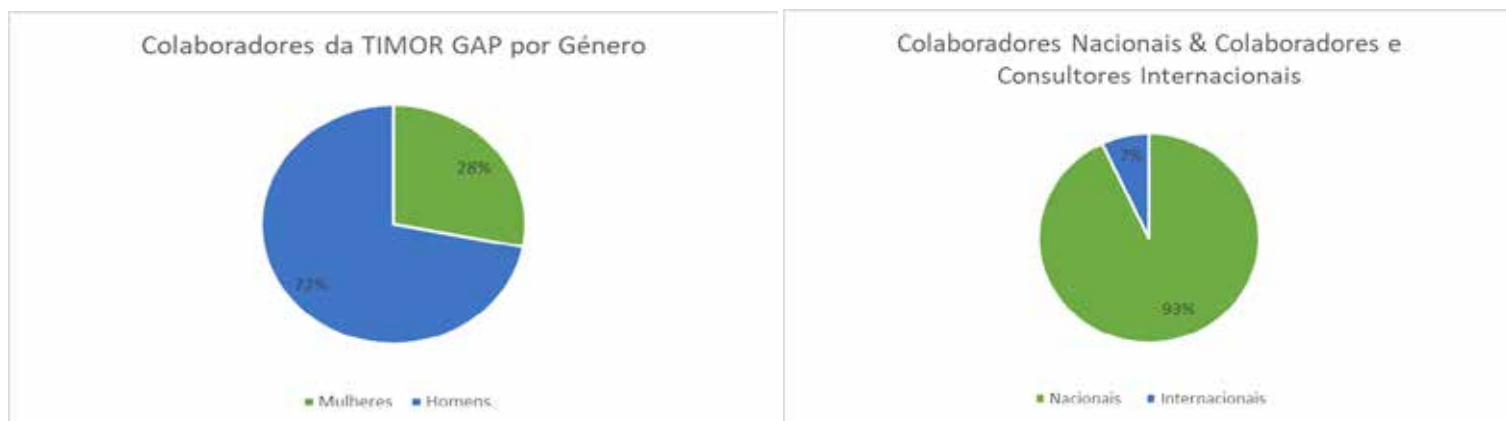 Colaboradores da TIMOR GAP por Género
28%
72%
Mulheres Homens
Colaboradores Nacionais & Colaboradores e
Consultores Internacionais
7%
93%
Nacionais Internacionais